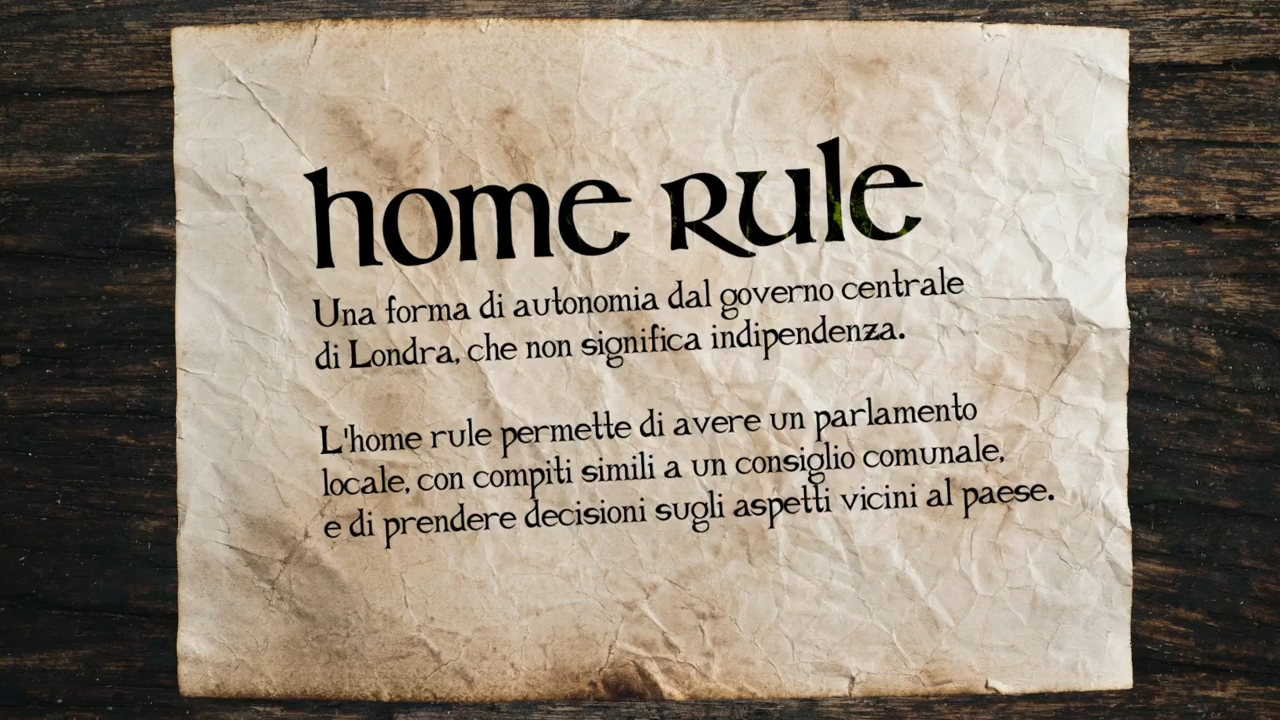 home rule
Una forma di autonomia dal governo centrale
di Londra, che non significa indipendenza.
L'home rule permette di avere un parlamento
locale, con compiti simili a un consiglio comunale,
e di prendere decisioni sugli aspetti vicini al paese.